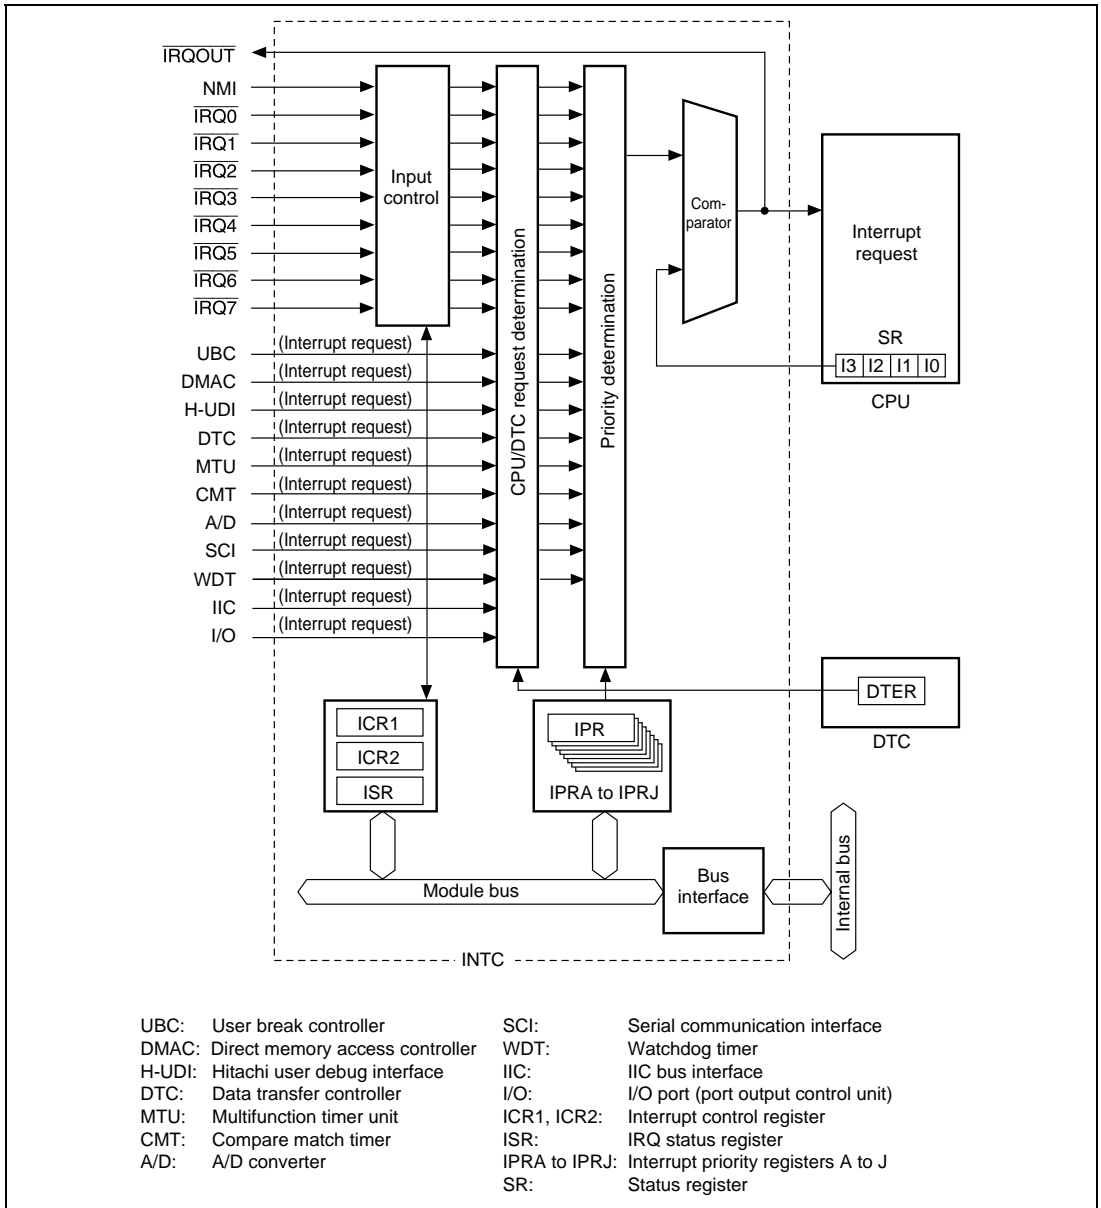 IRQOUT
NMI
IRQ0
IRQ1
IRQ2
IRQ3
IRQ4
IRQ5
IRQ6
IRQ7
UBC (Interrupt request)
DMAC (Interrupt request)
H-UDI (Interrupt request)
DTC (Interrupt request)
MTU (Interrupt request)
CMT (Interrupt request)
A/D (Interrupt request)
SCI (Interrupt request)
WDT (Interrupt request)
IIC (Interrupt request)
I/O (Interrupt request)
Input
control
CPU/DTC request determination
Priority determination
Com-
parator
Interrupt
request
SR
I3 I2 I1 I0
CPU
DTER
DTC
ICR1
ICR2
ISR
IPR
IPRA to IPRJ
Module bus
Bus
interface
Internal bus
INTC
UBC: User break controller
DMAC: Direct memory access controller
H-UDI: Hitachi user debug interface
DTC: Data transfer controller
MTU: Multifunction timer unit
CMT: Compare match timer
A/D: A/D converter
SCI: Serial communication interface
WDT: Watchdog timer
IIC: IIC bus interface
I/O: I/O port (port output control unit)
ICR1, ICR2: Interrupt control register
ISR: IRQ status register
IPRA to IPRJ: Interrupt priority registers A to J
SR: Status register